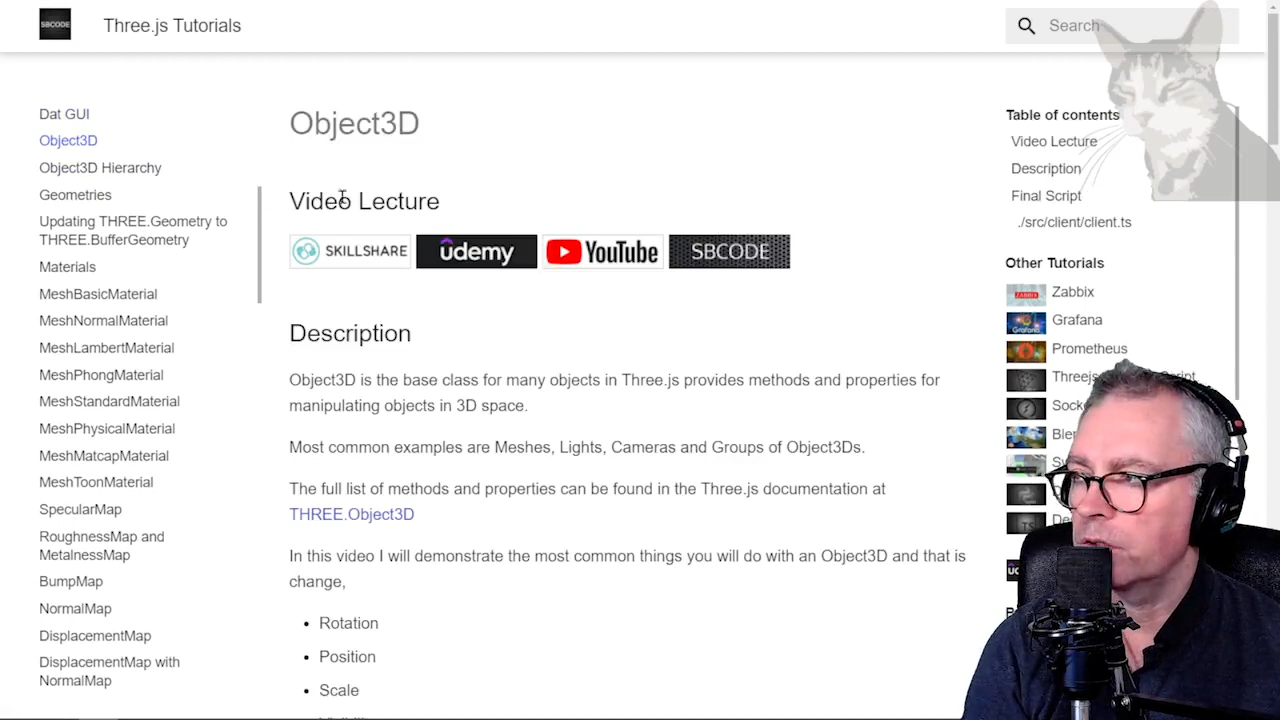 SBCODE
Three.js Tutorials
Search
Dat GUI
Object3D
Object3D Hierarchy
Geometries
Updating THREE.Geometry to
THREE.BufferGeometry
Materials
MeshBasicMaterial
MeshNormalMaterial
MeshLambertMaterial
MeshPhongMaterial
MeshStandardMaterial
MeshPhysicalMaterial
MeshMatcapMaterial
MeshToonMaterial
SpecularMap
RoughnessMap and
MetalnessMap
BumpMap
NormalMap
DisplacementMap
DisplacementMap with
NormalMap
Object3D
Video Lecture
SKILLSHARE
udemy
YouTube
SBCODE
Description
Object3D is the base class for many objects in Three.js provides methods and properties for
manipulating objects in 3D space.
Most common examples are Meshes, Lights, Cameras and Groups of Object3Ds.
The full list of methods and properties can be found in the Three.js documentation at
THREE.Object3D
In this video I will demonstrate the most common things you will do with an Object3D and that is
change,
• Rotation
• Position
• Scale
Table of contents
Video Lecture
Description
Final Script
./src/client/client.ts
Other Tutorials
Zabbix
Grafana
Prometheus